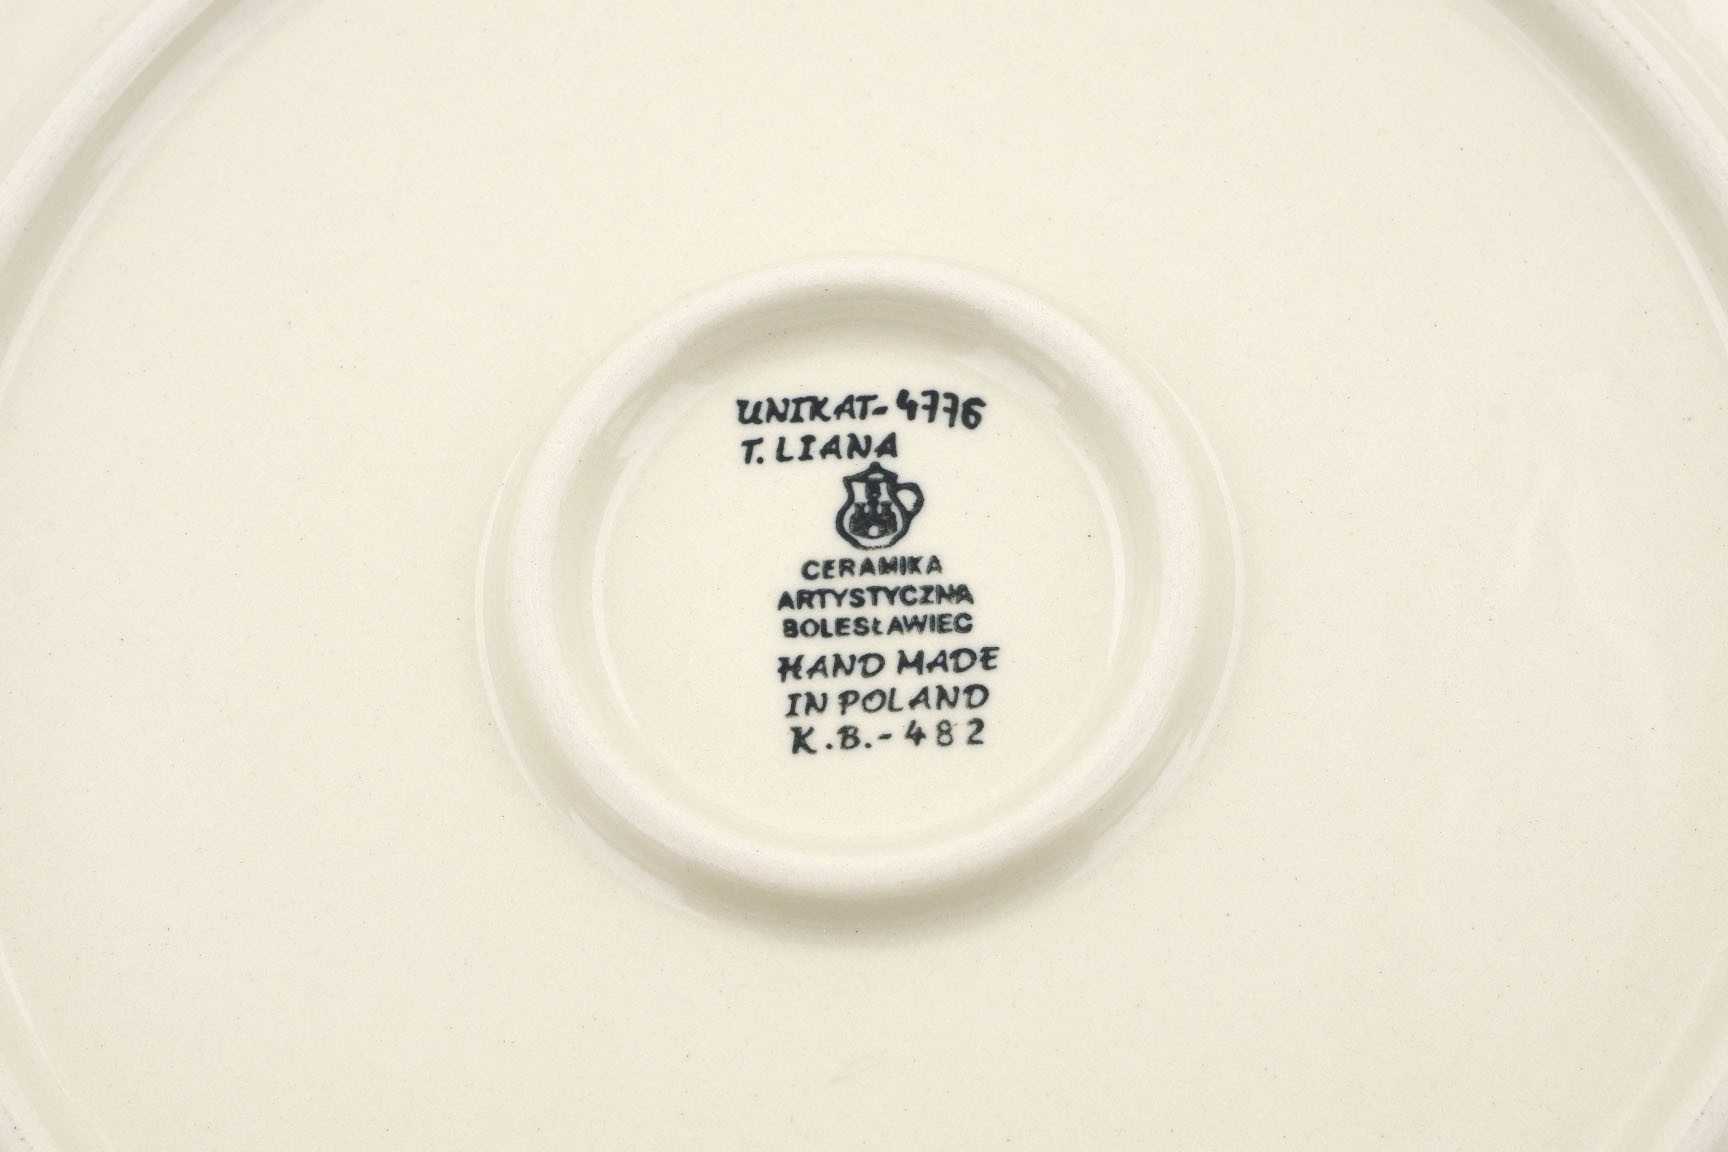 UNIKAT-4776
T. LIANA
CERAMIKA
ARTYSTYCZNA
BOLESŁAWIEC
HAND MADE
IN POLAND
K.B.-482